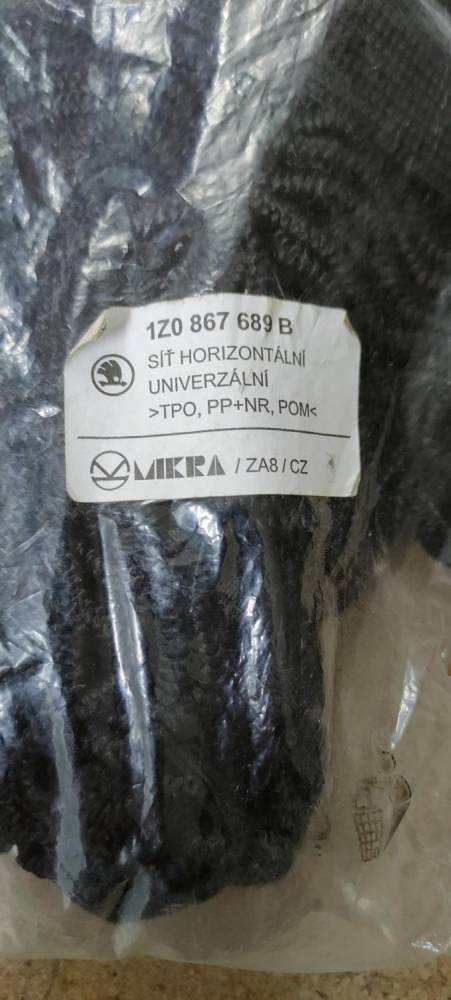 1Z0 867 689 B
SÍŤ HORIZONTÁLNÍ
UNIVERZÁLNÍ
>TPO, PP+NR, POM<
MIKRA / ZA8 / CZ